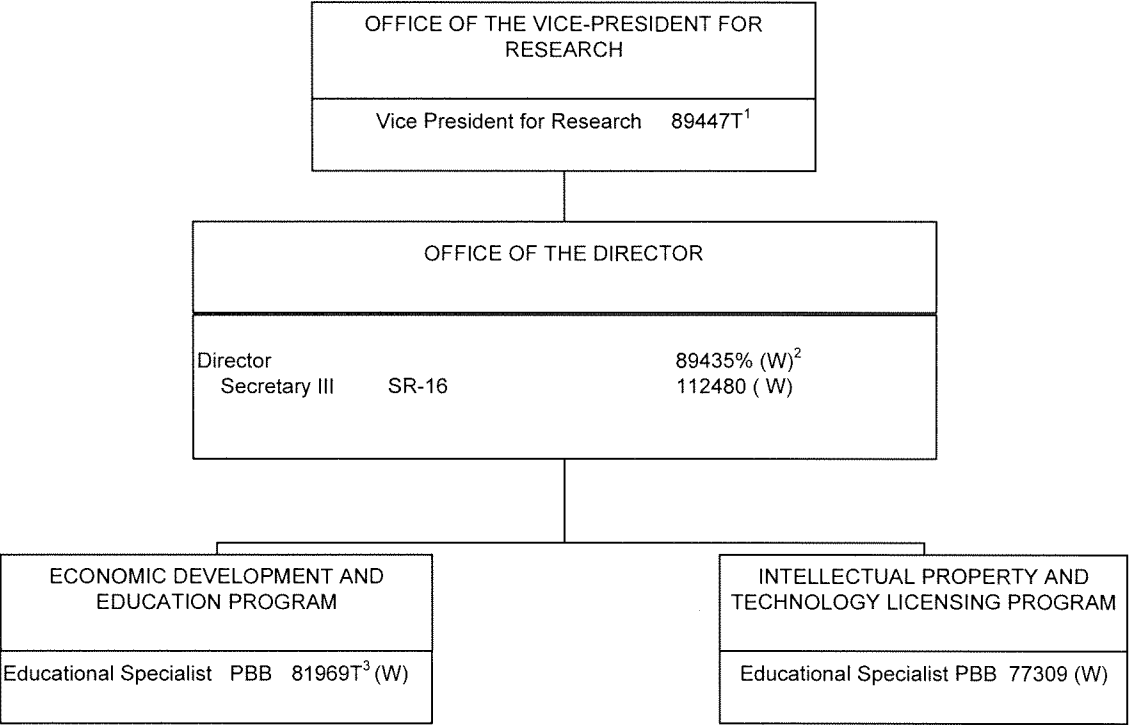 OFFICE OF THE VICE-PRESIDENT FOR
RESEARCH
Vice President for Research 89447T¹
OFFICE OF THE DIRECTOR
Director 89435% (W)²
Secretary III SR-16 112480 ( W)
ECONOMIC DEVELOPMENT AND
EDUCATION PROGRAM
Educational Specialist PBB 81969T³ (W)
INTELLECTUAL PROPERTY AND
TECHNOLOGY LICENSING PROGRAM
Educational Specialist PBB 77309 (W)